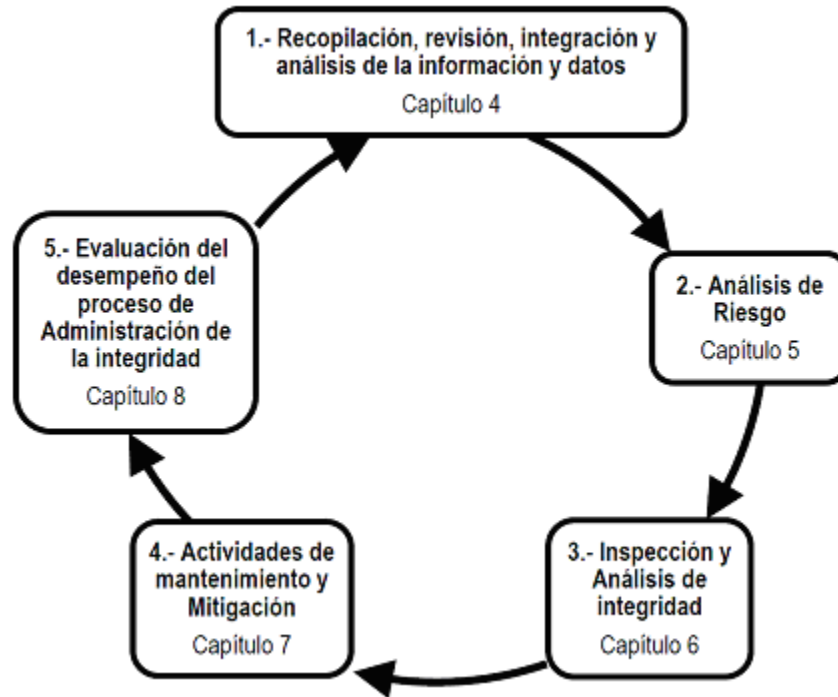 1.- Recopilación, revisión, integración y
análisis de la información y datos
Capítulo 4
2.- Análisis de
Riesgo
Capítulo 5
3.- Inspección y
Análisis de
integridad
Capítulo 6
4.- Actividades de
mantenimiento y
Mitigación
Capítulo 7
5.- Evaluación del
desempeño del
proceso de
Administración de
la integridad
Capítulo 8